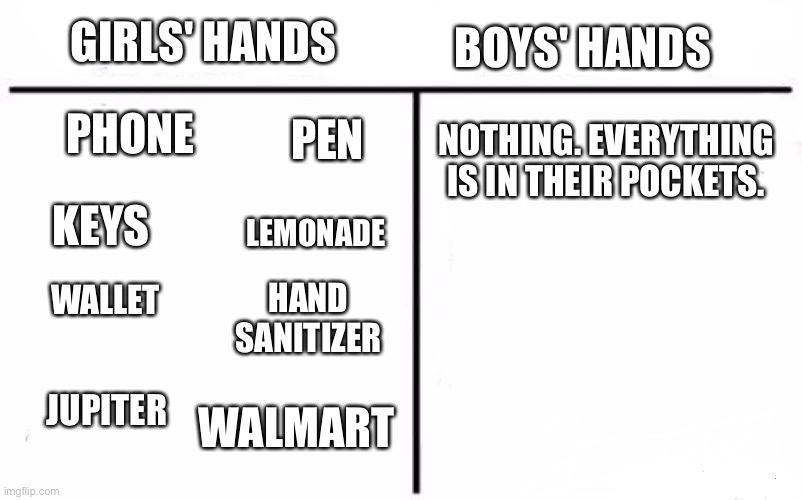 GIRLS' HANDS
BOYS' HANDS
PHONE
PEN
KEYS
LEMONADE
WALLET
HAND
SANITIZER
JUPITER
WALMART
NOTHING. EVERYTHING
IS IN THEIR POCKETS.
imgflip.com